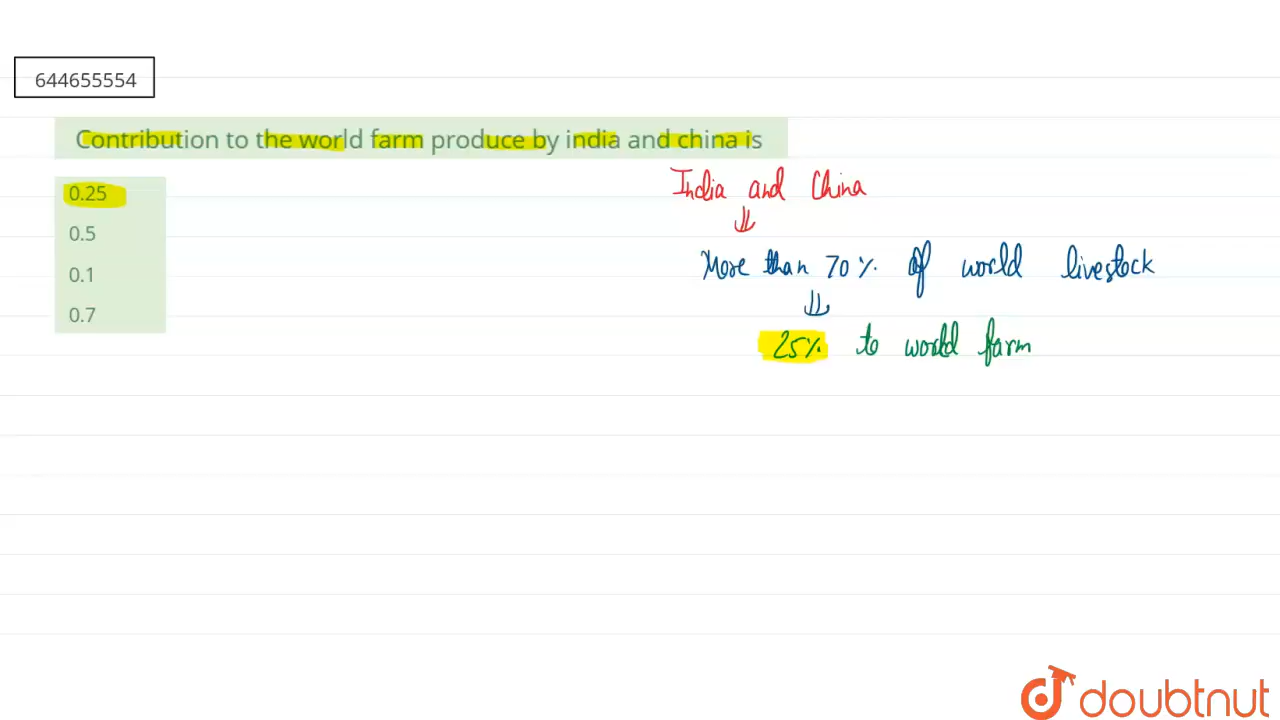 644655554
Contribution to the world farm produce by india and china is
0.25
0.5
0.1
0.7
India and China
More than 70% of world livestock
25% to world farm
doubtnut